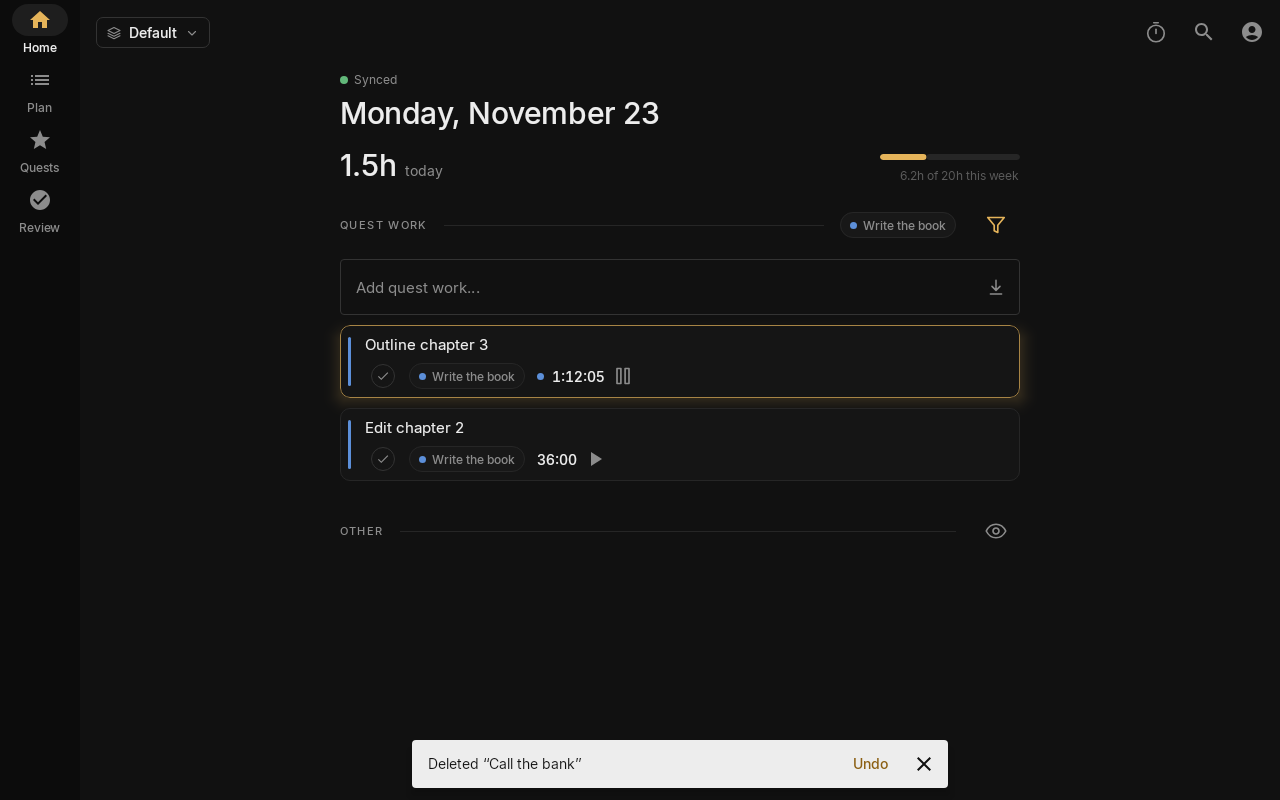 Home
Plan
Quests
Review
Default
Synced
Monday, November 23
1.5h today
6.2h of 20h this week
QUEST WORK
Write the book
Add quest work...
Outline chapter 3
Write the book
1:12:05
Edit chapter 2
Write the book
36:00
OTHER
Deleted “Call the bank”
Undo